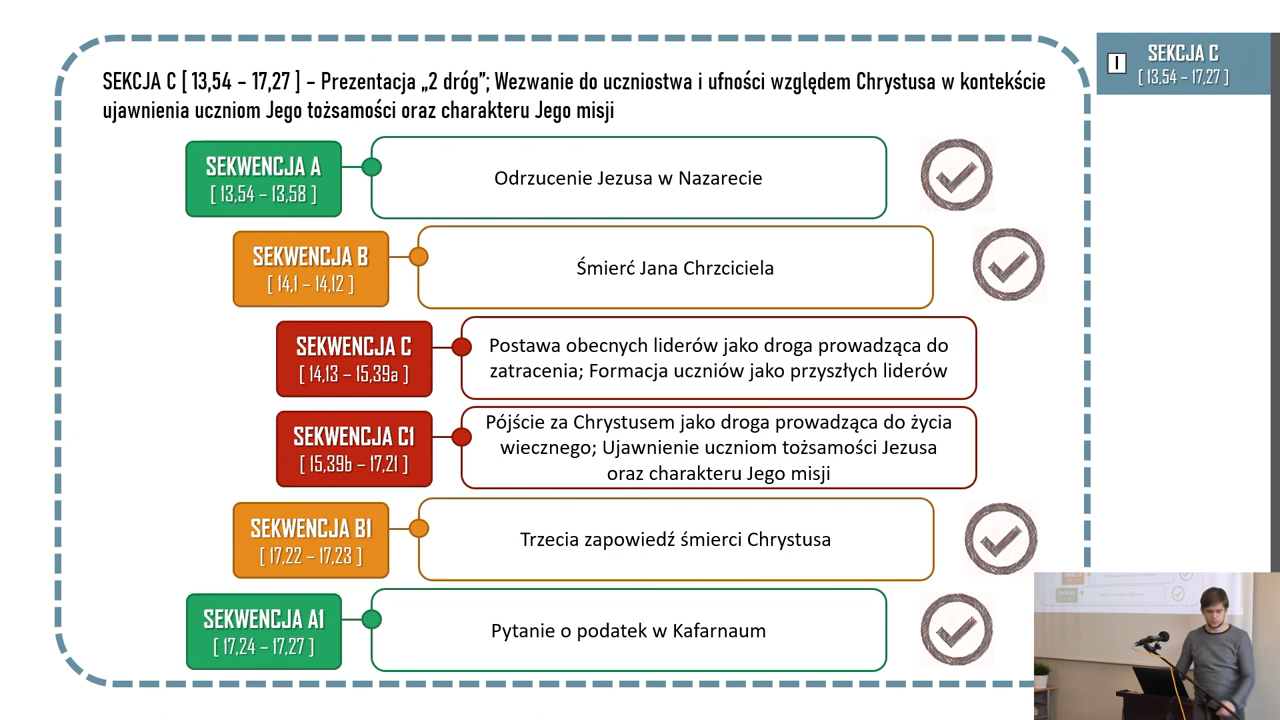 SEKCJA C [ 13,54 – 17,27 ] – Prezentacja „2 dróg”; Wezwanie do uczniostwa i ufności względem Chrystusa w kontekście
ujawnienia uczniom Jego tożsamości oraz charakteru Jego misji
I
SEKCJA C
[ 13,54 – 17,27 ]
SEKWENCJA A
[ 13,54 – 13,58 ]
Odrzucenie Jezusa w Nazarecie
SEKWENCJA B
[ 14,1 – 14,12 ]
Śmierć Jana Chrzciciela
SEKWENCJA C
[ 14,13 – 15,39a ]
Postawa obecnych liderów jako droga prowadząca do
zatracenia; Formacja uczniów jako przyszłych liderów
SEKWENCJA C1
[ 15,39b – 17,21 ]
Pójście za Chrystusem jako droga prowadząca do życia
wiecznego; Ujawnienie uczniom tożsamości Jezusa
oraz charakteru Jego misji
SEKWENCJA B1
[ 17,22 – 17,23 ]
Trzecia zapowiedź śmierci Chrystusa
SEKWENCJA A1
[ 17,24 – 17,27 ]
Pytanie o podatek w Kafarnaum